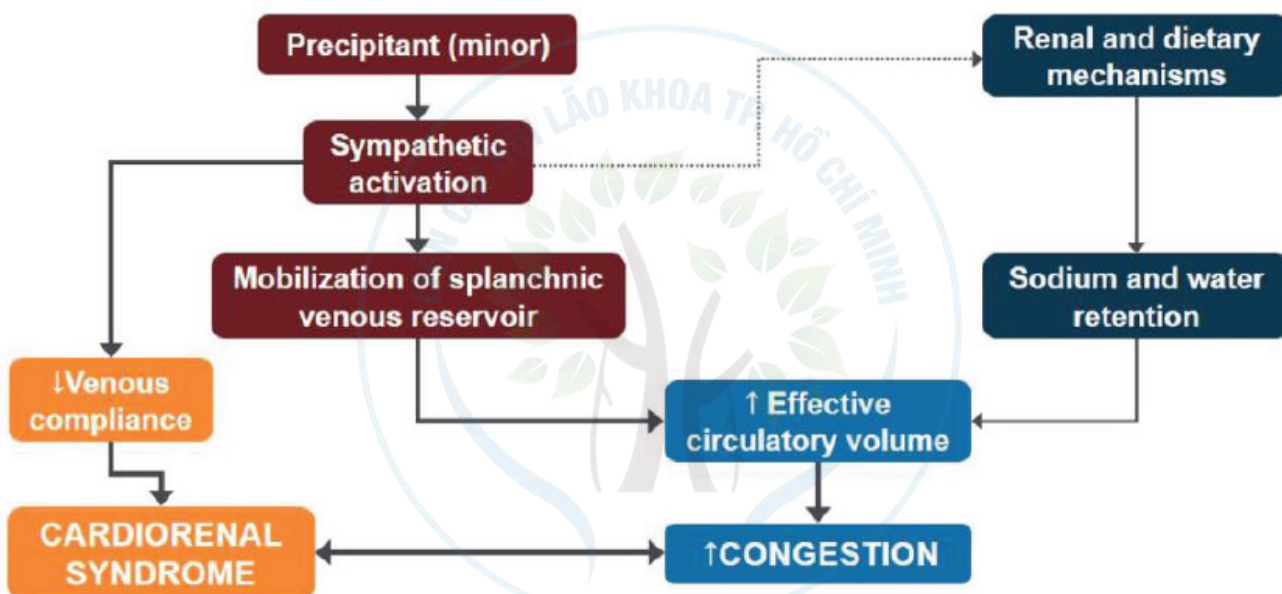 Precipitant (minor)
Renal and dietary
mechanisms
LÃO KHOA TP HỒ CHÍ MINH
Sympathetic
activation
Mobilization of splanchnic
venous reservoir
Sodium and water
retention
↓Venous
compliance
↑ Effective
circulatory volume
CARDIORENAL
SYNDROME
↑CONGESTION